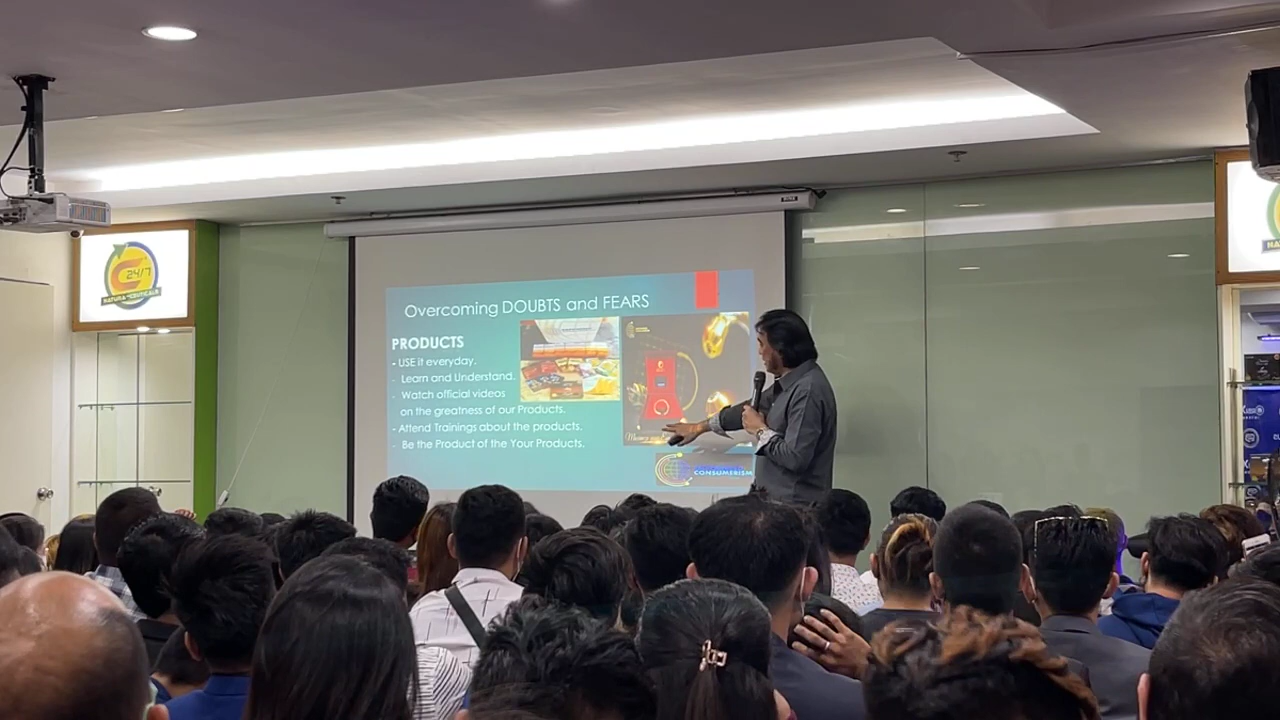 24/7
NATURA CEUTICALS
Overcoming DOUBTS and FEARS
PRODUCTS
- USE it everyday.
- Learn and Understand.
- Watch official videos
on the greatness of our Products.
- Attend Trainings about the products.
- Be the Product of the Your Products.
CONSUMERISM